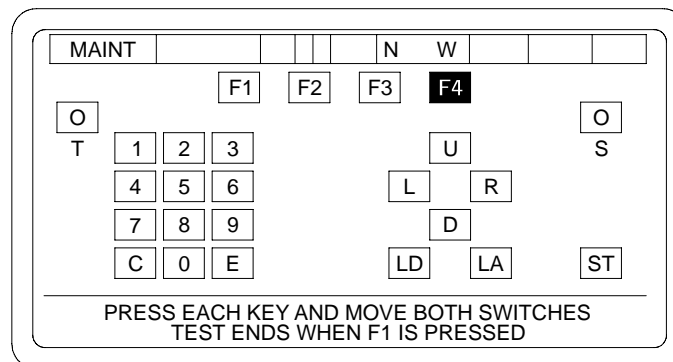 MAINT N W
F1 F2 F3 F4
O O
T 1 2 3 U S
4 5 6 L R
7 8 9 D
C 0 E LD LA ST
PRESS EACH KEY AND MOVE BOTH SWITCHES
TEST ENDS WHEN F1 IS PRESSED